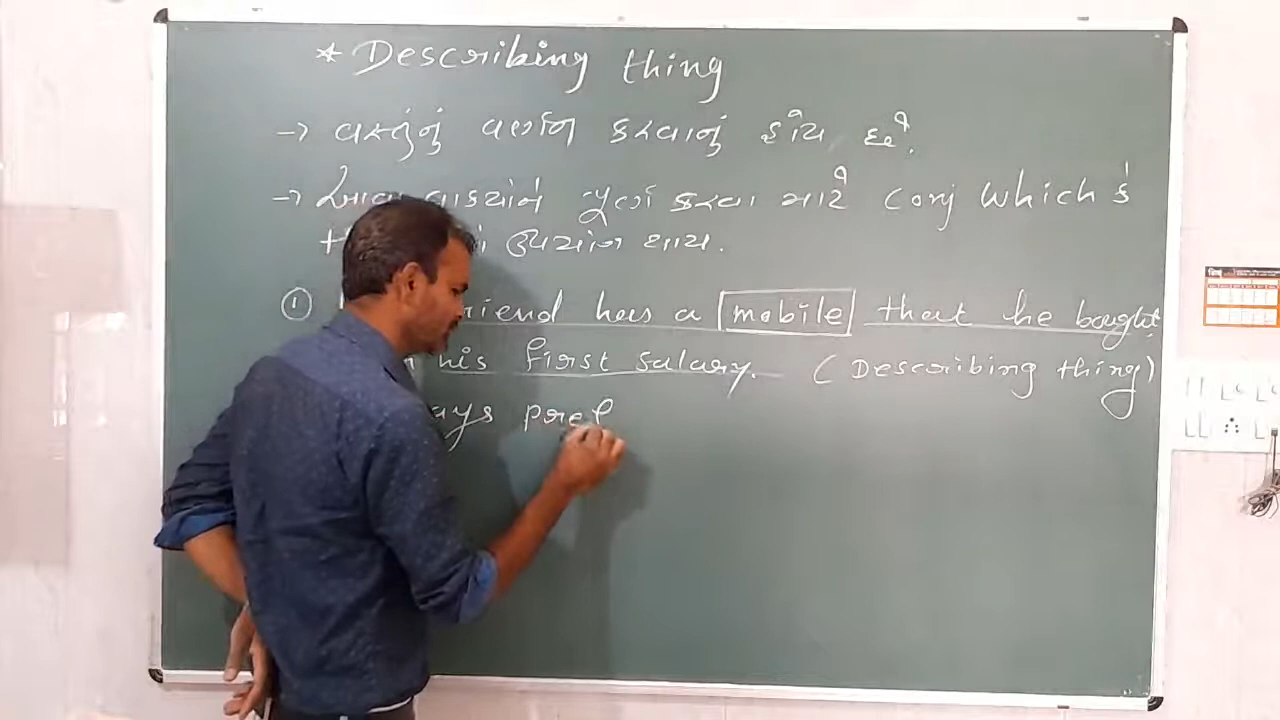 * Describing thing
→ વસ્તુનું વર્ણન કરવાનું હોય છે.
→ આવા વાક્યોને જોડવા કરવા માટે Conj which કે
ઉપયોગ થાય.
① friend has a mobile that he bought
his first salary. (Describing thing)
ays pref